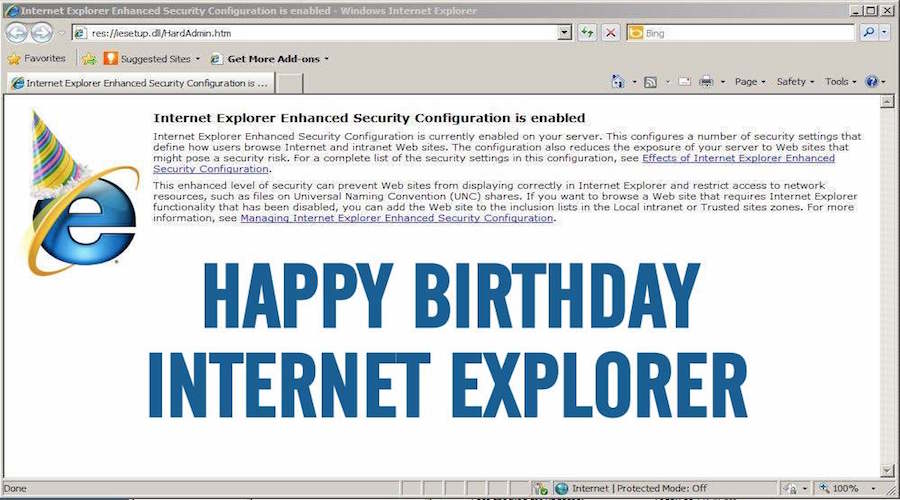 Internet Explorer Enhanced Security Configuration is enabled - Windows Internet Explorer
res://iesetup.dll/HardAdmin.htm
Bing
Favorites
Suggested Sites
Get More Add-ons
Internet Explorer Enhanced Security Configuration is ...
Page
Safety
Tools
Internet Explorer Enhanced Security Configuration is enabled
Internet Explorer Enhanced Security Configuration is currently enabled on your server. This configures a number of security settings that
define how users browse Internet and intranet Web sites. The configuration also reduces the exposure of your server to Web sites that
might pose a security risk. For a complete list of the security settings in this configuration, see Effects of Internet Explorer Enhanced
Security Configuration.
This enhanced level of security can prevent Web sites from displaying correctly in Internet Explorer and restrict access to network
resources, such as files on Universal Naming Convention (UNC) shares. If you want to browse a Web site that requires Internet Explorer
functionality that has been disabled, you can add the Web site to the inclusion lists in the Local intranet or Trusted sites zones. For more
information, see Managing Internet Explorer Enhanced Security Configuration.
HAPPY BIRTHDAY
INTERNET EXPLORER
Done
Internet | Protected Mode: Off
100%